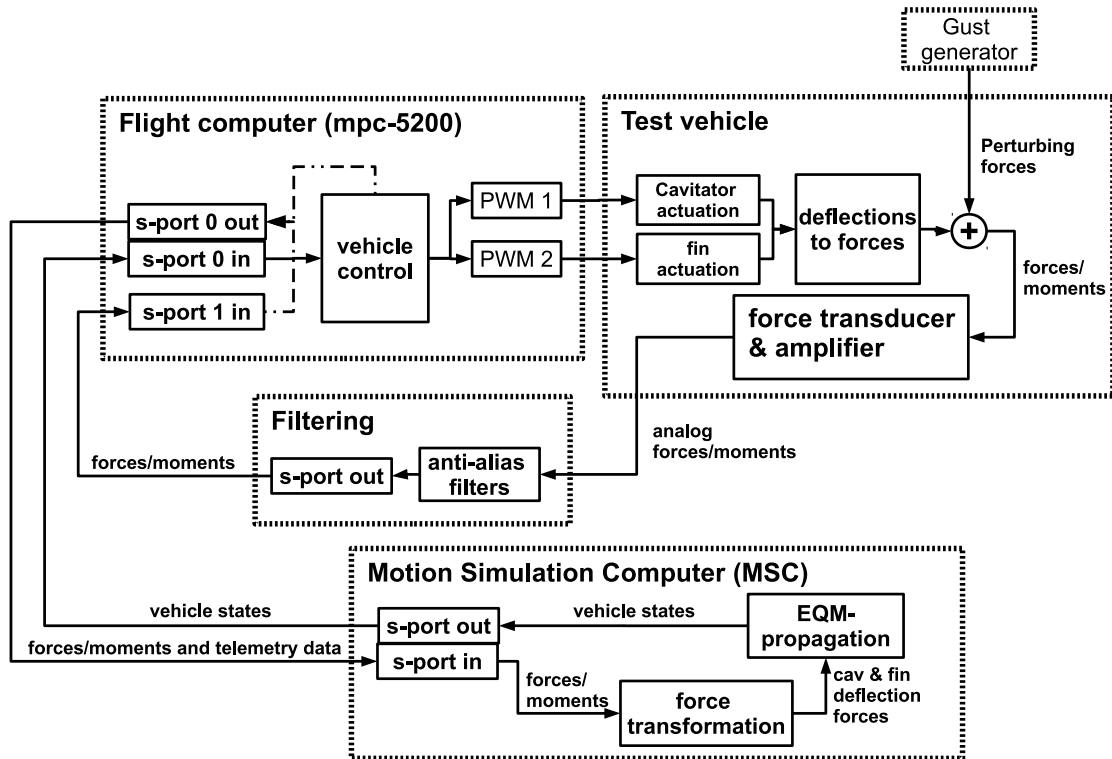 Gust
generator
Flight computer (mpc-5200)
s-port 0 out
s-port 0 in
s-port 1 in
vehicle
control
PWM 1
PWM 2
Test vehicle
Cavitator
actuation
fin
actuation
deflections
to forces
Perturbing
forces
+
forces/
moments
force transducer
& amplifier
Filtering
s-port out
anti-alias
filters
forces/moments
analog
forces/moments
Motion Simulation Computer (MSC)
vehicle states
forces/moments and telemetry data
s-port out
s-port in
vehicle states
EQM-
propagation
forces/
moments
force
transformation
cav & fin
deflection
forces